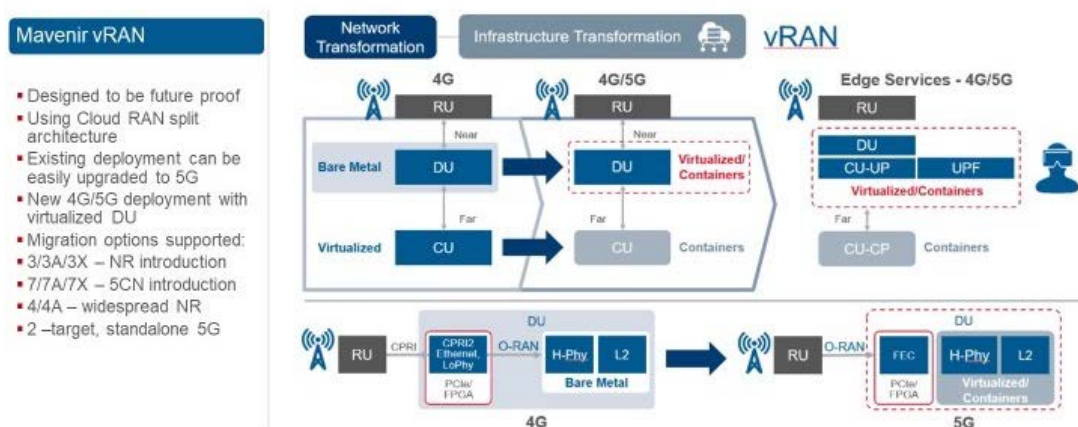 Mavenir vRAN
▪ Designed to be future proof
▪ Using Cloud RAN split
architecture
▪ Existing deployment can be
easily upgraded to 5G
▪ New 4G/5G deployment with
virtualized DU
▪ Migration options supported:
▪ 3/3A/3X – NR introduction
▪ 7/7A/7X – 5CN introduction
▪ 4/4A – widespread NR
▪ 2 –target, standalone 5G
Network
Transformation
Infrastructure Transformation
vRAN
4G
RU
Near
Bare Metal
DU
Far
Virtualized
CU
4G/5G
RU
Near
DU
Virtualized/
Containers
Far
CU
Containers
Edge Services - 4G/5G
RU
DU
CU-UP
UPF
Virtualized/Containers
Far
CU-CP
Containers
DU
RU
CPRI
CPRI2
Ethernet,
LoPhy
PCIe/
FPGA
O-RAN
H-Phy
L2
Bare Metal
4G
DU
RU
O-RAN
FEC
PCIe/
FPGA
H-Phy
L2
Virtualized/
Containers
5G